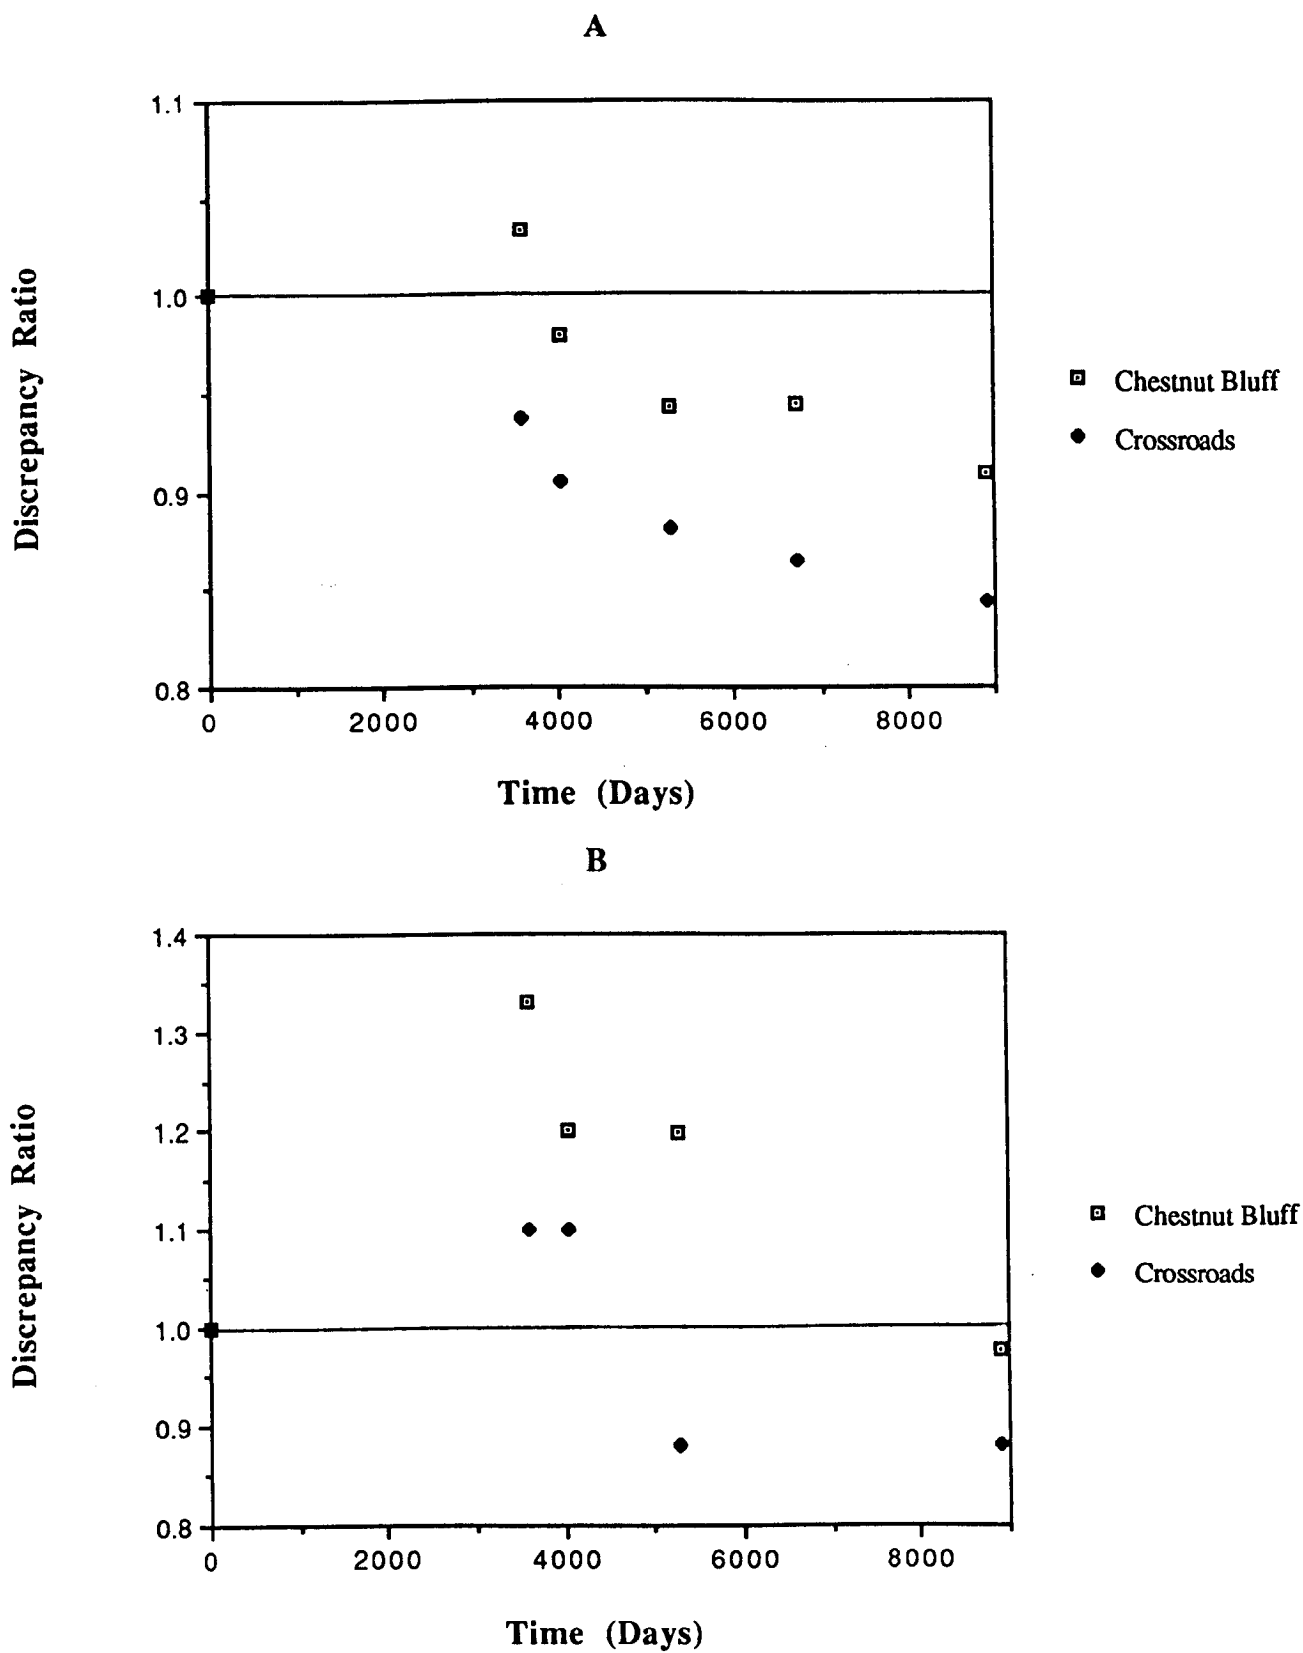 A
1.1
1.0
0.9
0.8
Discrepancy Ratio
0 2000 4000 6000 8000
Time (Days)
Chestnut Bluff
Crossroads
B
1.4
1.3
1.2
1.1
1.0
0.9
0.8
Discrepancy Ratio
0 2000 4000 6000 8000
Time (Days)
Chestnut Bluff
Crossroads